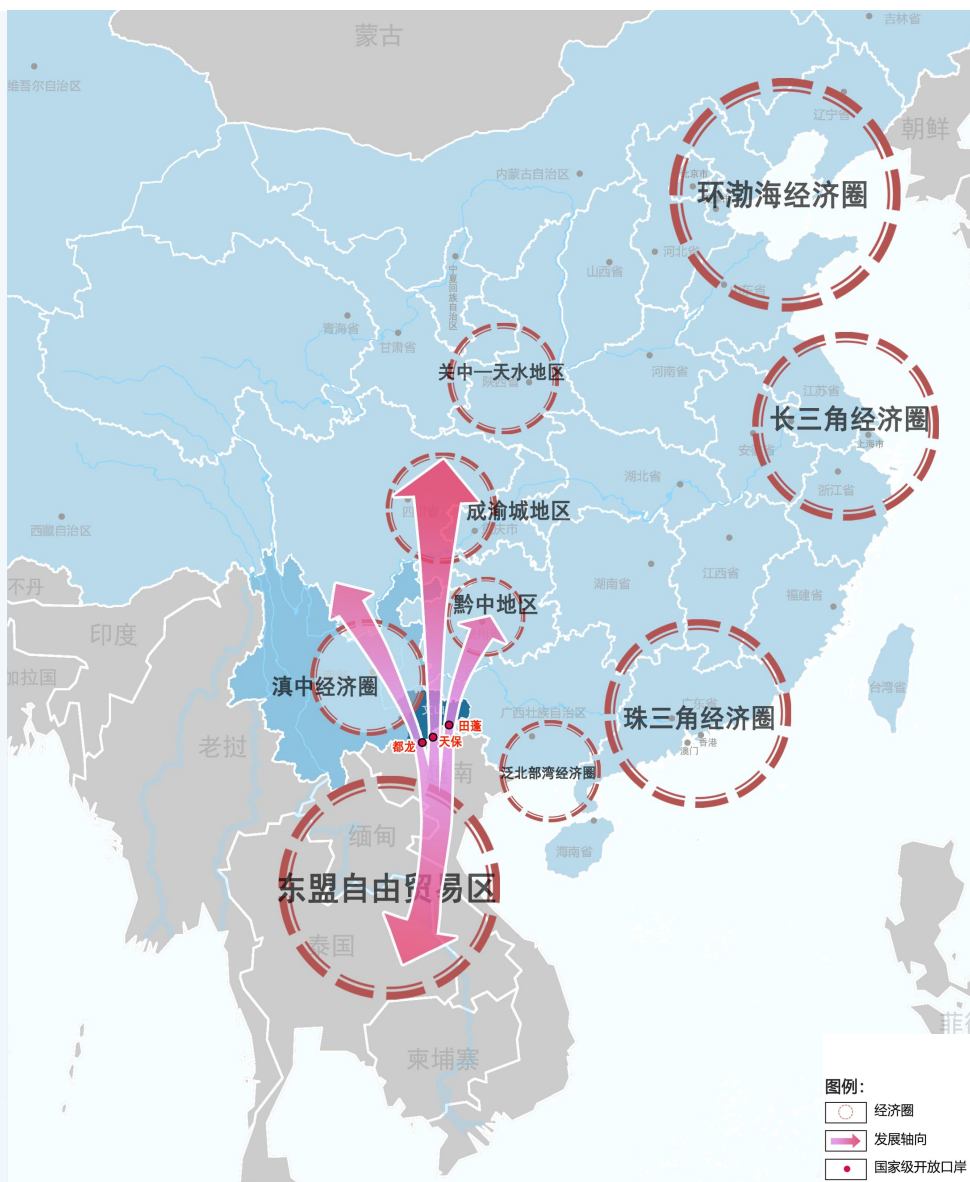 吉林省
蒙古
维吾尔自治区
辽宁省
朝鲜
内蒙古自治区
北京市
环渤海经济圈
河北省
山西省
宁夏回族自治区
山东省
青海省
甘肃省
关中—天水地区
陕西省
河南省
江苏省
长三角经济圈
上海市
湖北省
浙江省
成渝城地区
西藏自治区
湖南省
江西省
福建省
黔中地区
不丹
印度
加拉国
滇中经济圈
台湾省
广西壮族自治区
广东省
珠三角经济圈
香港
澳门
田蓬
天保
都龙
老挝
南
泛北部湾经济圈
缅甸
海南省
东盟自由贸易区
泰国
柬埔寨
图例：
经济圈
发展轴向
国家级开放口岸